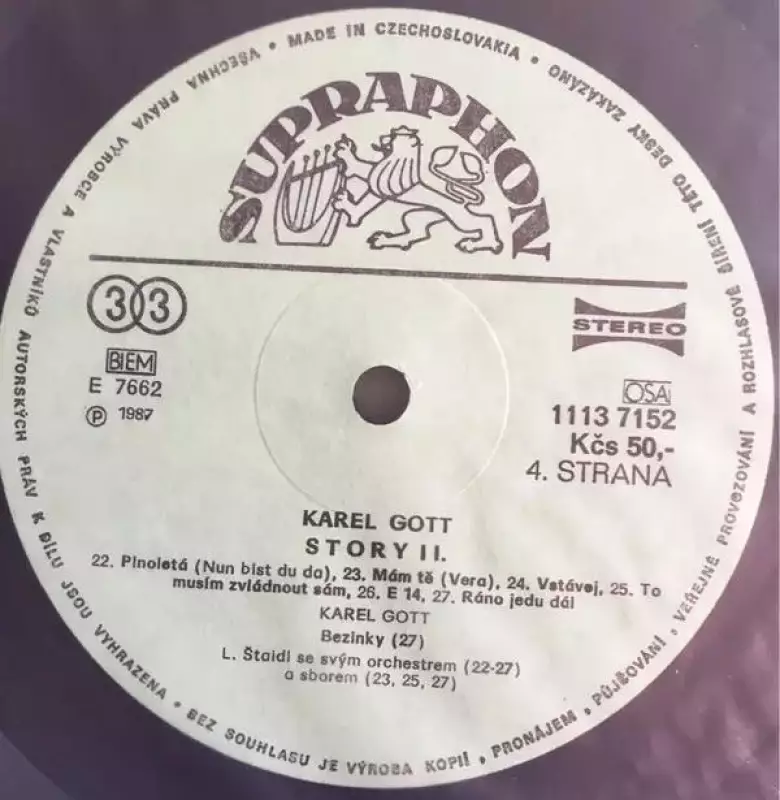 VŠECHNA PRÁVA VÝROBCE A VLASTNÍKŮ AUTORSKÝCH PRÁV K DÍLU JSOU VYHRAZENA • BEZ SOUHLASU JE VÝROBA KOPIÍ, PRONÁJEM, PŮJČOVÁNÍ, VEŘEJNÉ PROVOZOVÁNÍ A ROZHLASOVÉ ŠÍŘENÍ TÉTO DESKY ZAKÁZÁNO • MADE IN CZECHOSLOVAKIA •
SUPRAPHON
33
STEREO
BIEM
E 7662
Ⓟ 1987
OSA
1113 7152
Kčs 50,-
4. STRANA
KAREL GOTT
STORY II.
22. Plnoletá (Nun bist du da), 23. Mám tě (Vera), 24. Vstávej, 25. To
musím zvládnout sám, 26. E 14, 27. Ráno jedu dál
KAREL GOTT
Bezinky (27)
L. Štaidl se svým orchestrem (22-27)
a sborem (23, 25, 27)